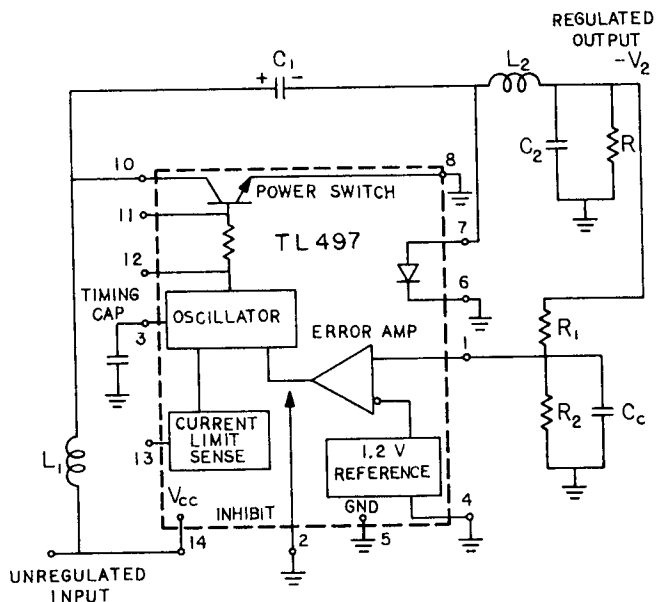 REGULATED
OUTPUT
-V2
C1
+ -
L2
C2
R
10
8
POWER SWITCH
11
TL497
7
12
TIMING
CAP
3
OSCILLATOR
6
ERROR AMP
1
R1
R2
Cc
CURRENT
LIMIT
SENSE
13
L1
1.2 V
REFERENCE
VCC
INHIBIT
GND
4
14
2
5
UNREGULATED
INPUT